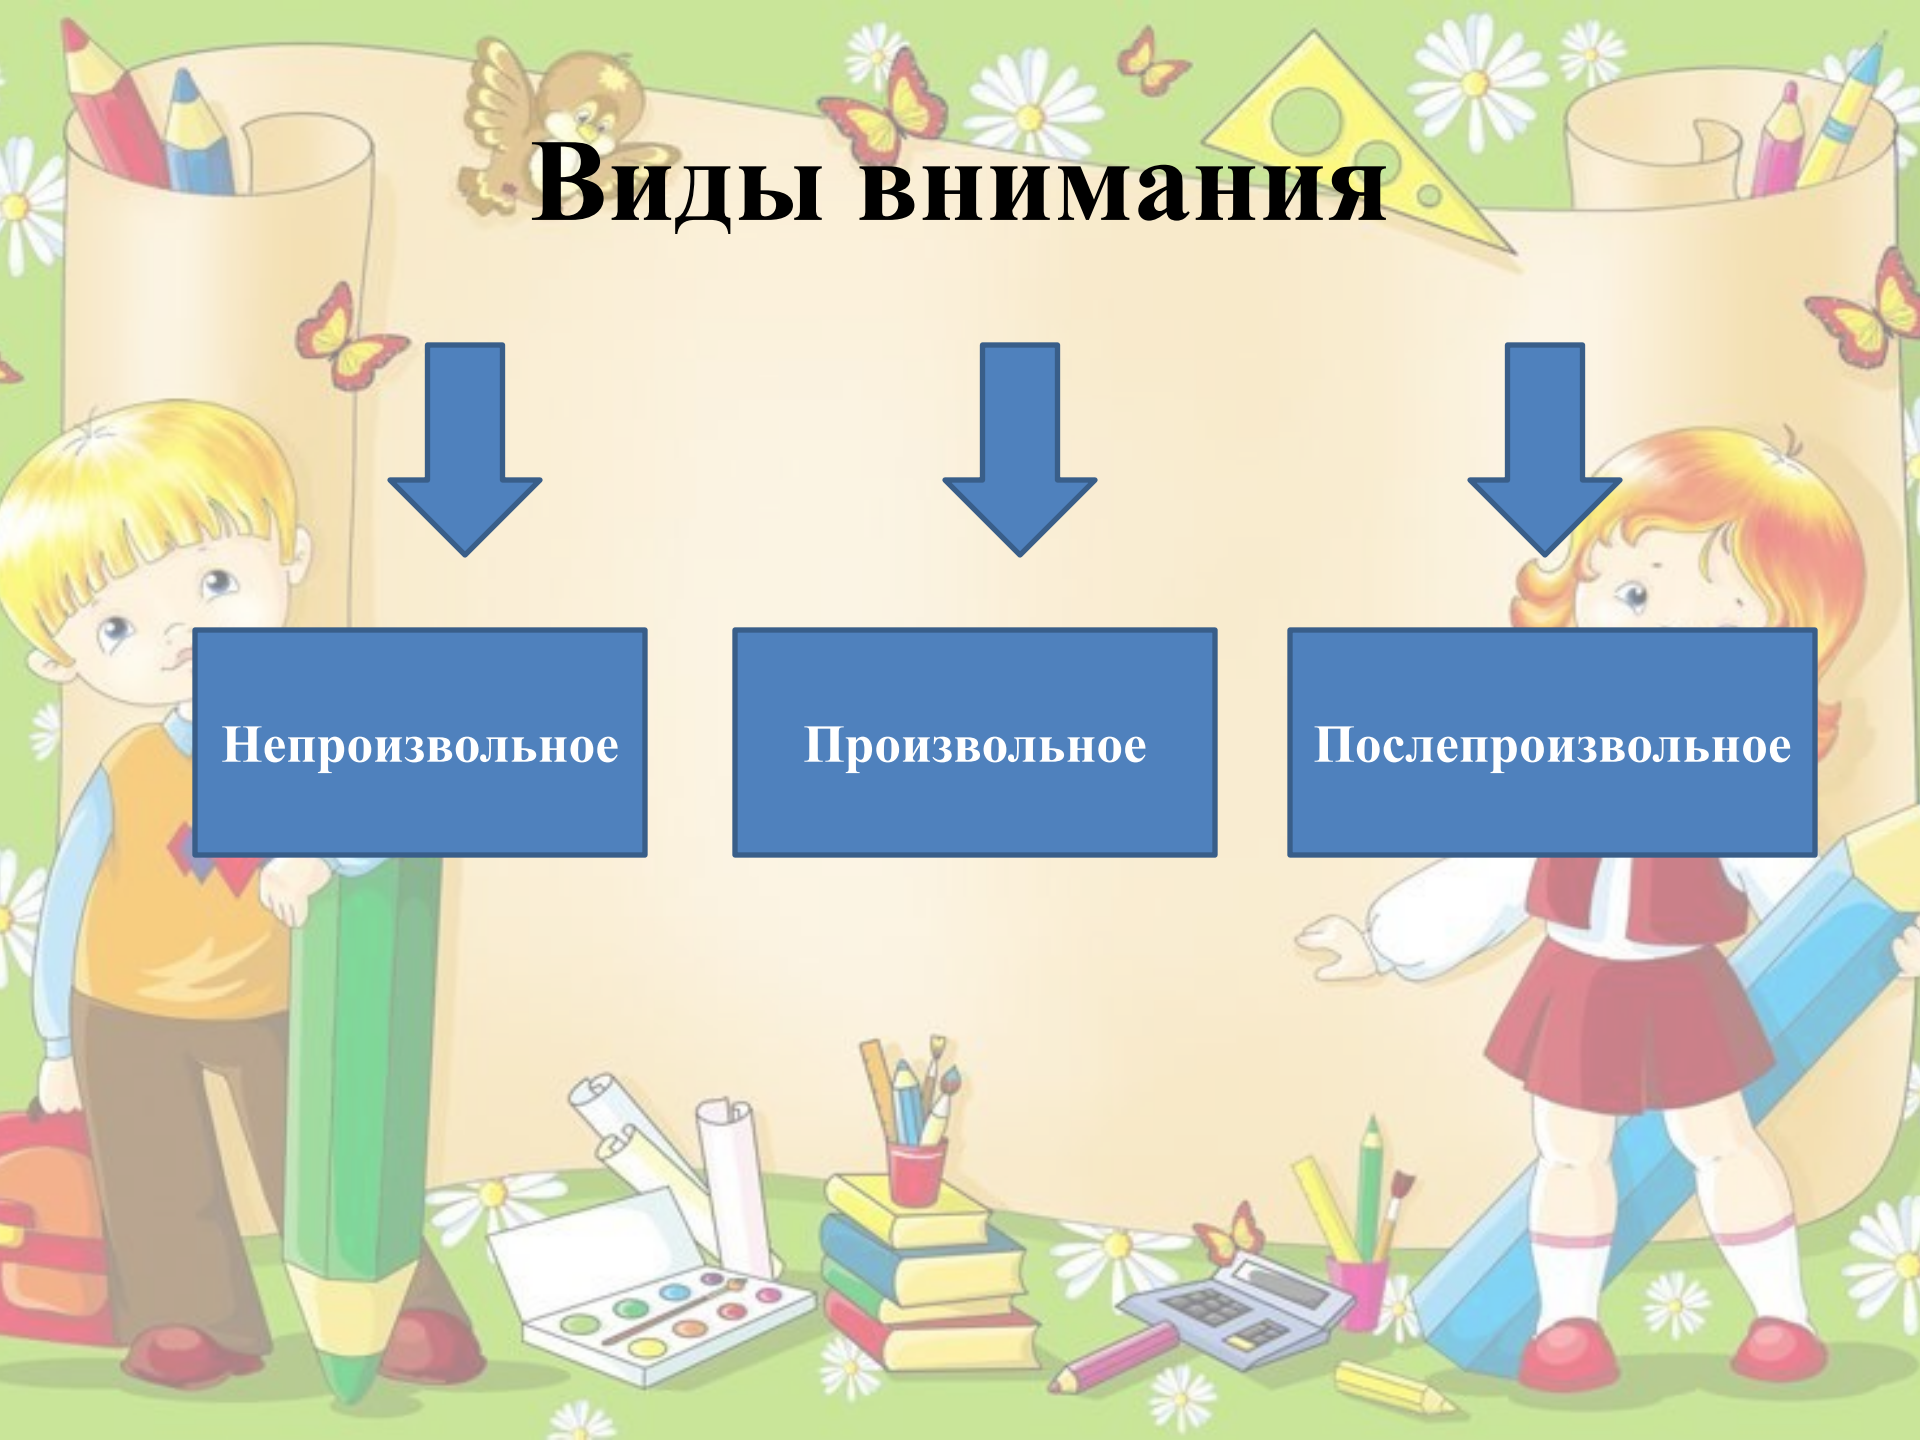 Виды внимания
Непроизвольное
Произвольное
Послепроизвольное